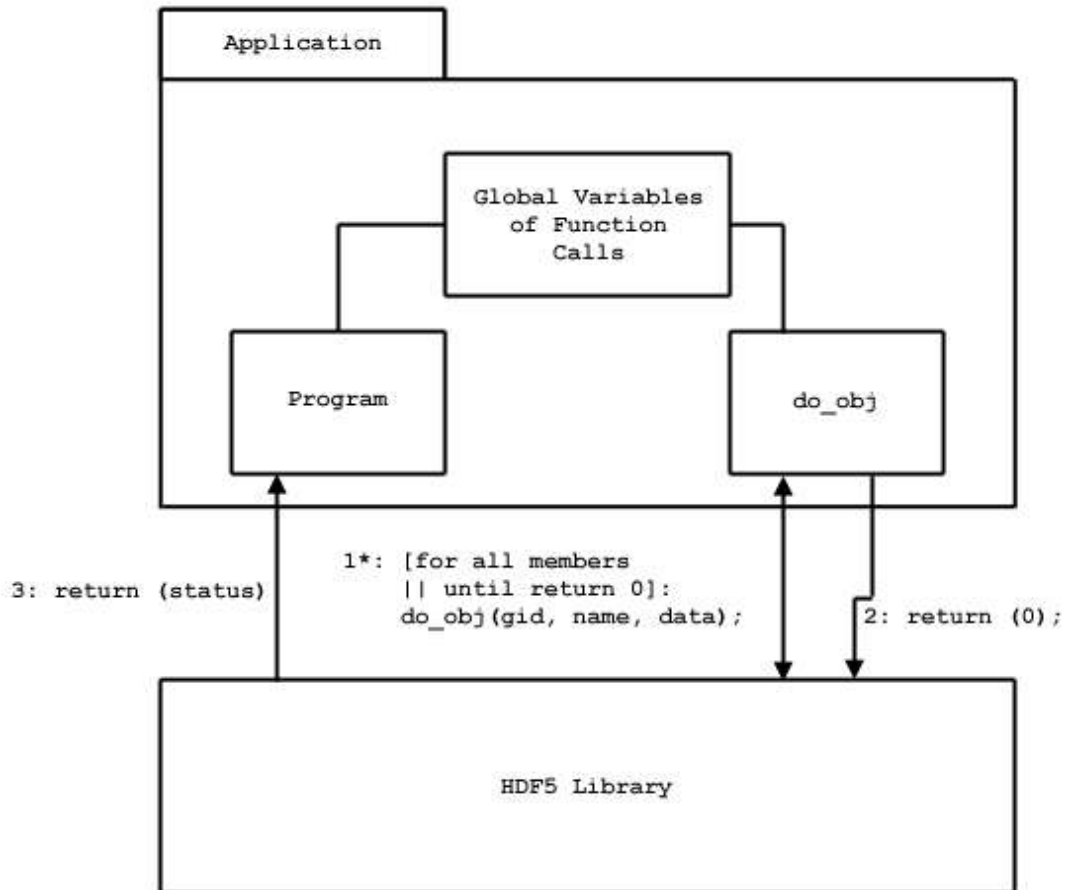 Application
Global Variables
of Function
Calls
Program
do_obj
1*: [for all members
|| until return 0]:
do_obj(gid, name, data);
3: return (status)
2: return (0);
HDF5 Library